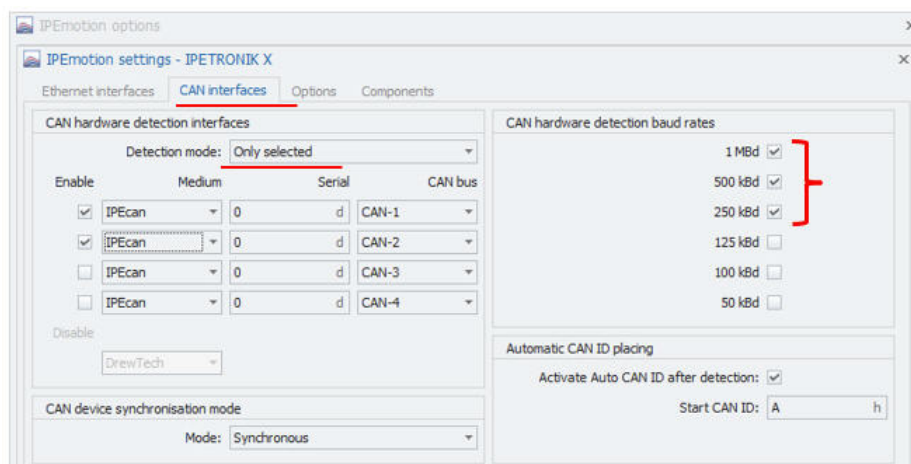 IPEmotion options
IPEmotion settings - IPETRONIK X
Ethernet interfaces CAN interfaces Options Components
CAN hardware detection interfaces
Detection mode: Only selected
Enable Medium Serial CAN bus
IPEcan 0 d CAN-1
IPEcan 0 d CAN-2
IPEcan 0 d CAN-3
IPEcan 0 d CAN-4
Disable
DrewTech
CAN device synchronisation mode
Mode: Synchronous
CAN hardware detection baud rates
1 MBd
500 kBd
250 kBd
125 kBd
100 kBd
50 kBd
Automatic CAN ID placing
Activate Auto CAN ID after detection:
Start CAN ID: A h